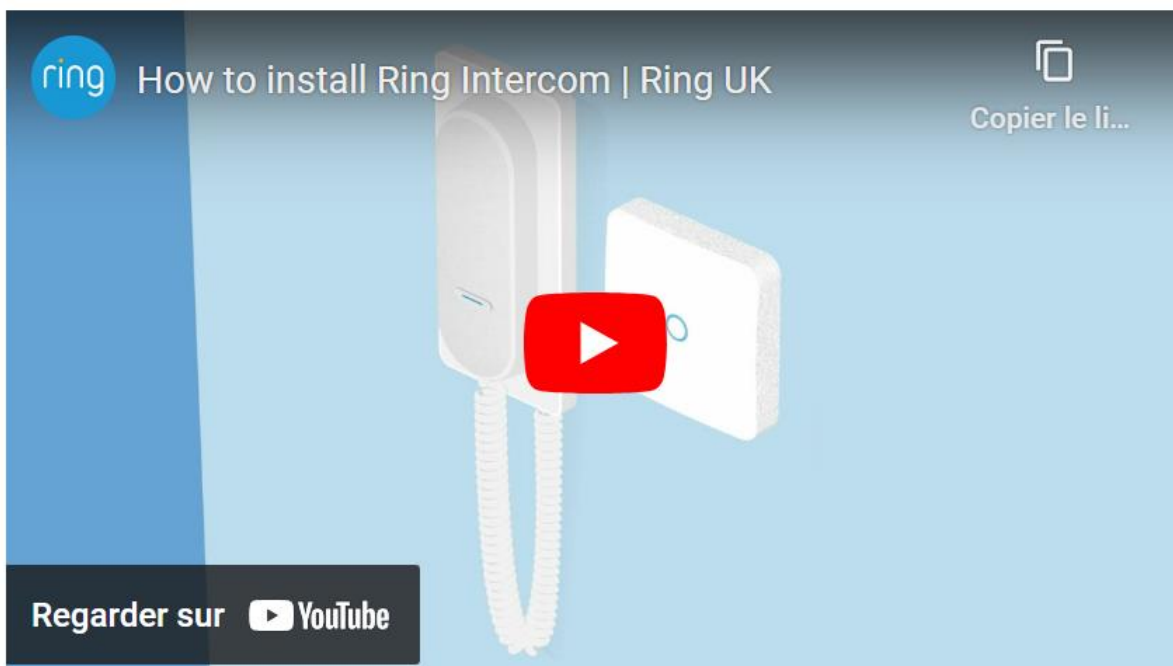 ring How to install Ring Intercom | Ring UK
Copier le li...
Regarder sur YouTube